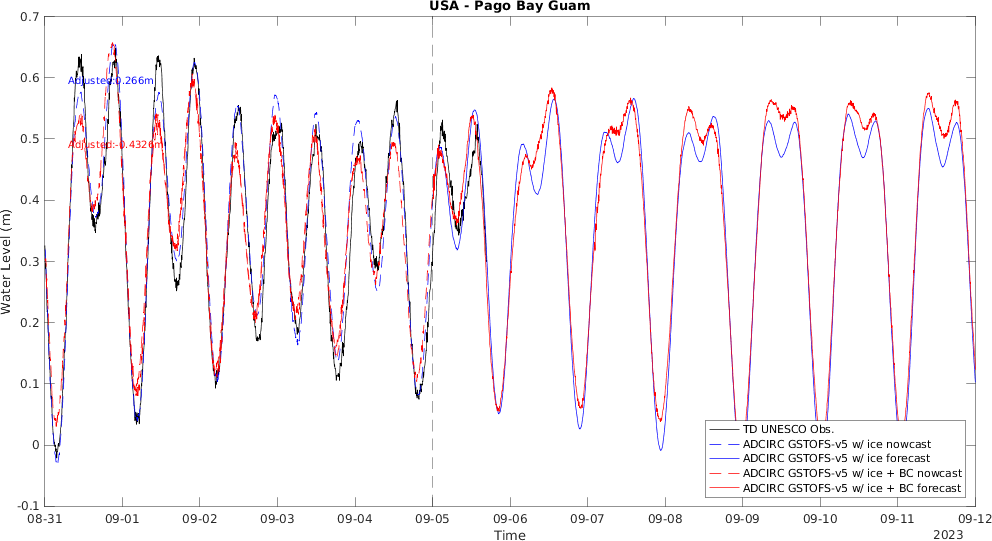 USA - Pago Bay Guam
0.7
0.6
0.5
0.4
0.3
0.2
0.1
0
-0.1
Water Level (m)
Adjusted:0.266m
Adjusted:-0.4326m
TD UNESCO Obs.
ADCIRC GSTOFS-v5 w/ ice nowcast
ADCIRC GSTOFS-v5 w/ ice forecast
ADCIRC GSTOFS-v5 w/ ice + BC nowcast
ADCIRC GSTOFS-v5 w/ ice + BC forecast
08-31 09-01 09-02 09-03 09-04 09-05 09-06 09-07 09-08 09-09 09-10 09-11 09-12
Time
2023